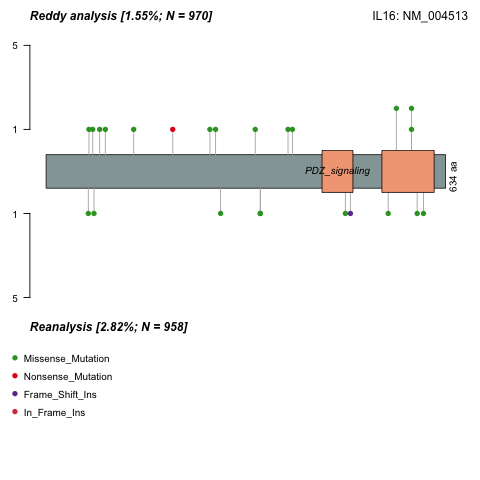 Reddy analysis [1.55%; N = 970]
IL16: NM_004513
5
1
PDZ_signaling
634 aa
1
5
Reanalysis [2.82%; N = 958]
Missense_Mutation
Nonsense_Mutation
Frame_Shift_Ins
In_Frame_Ins